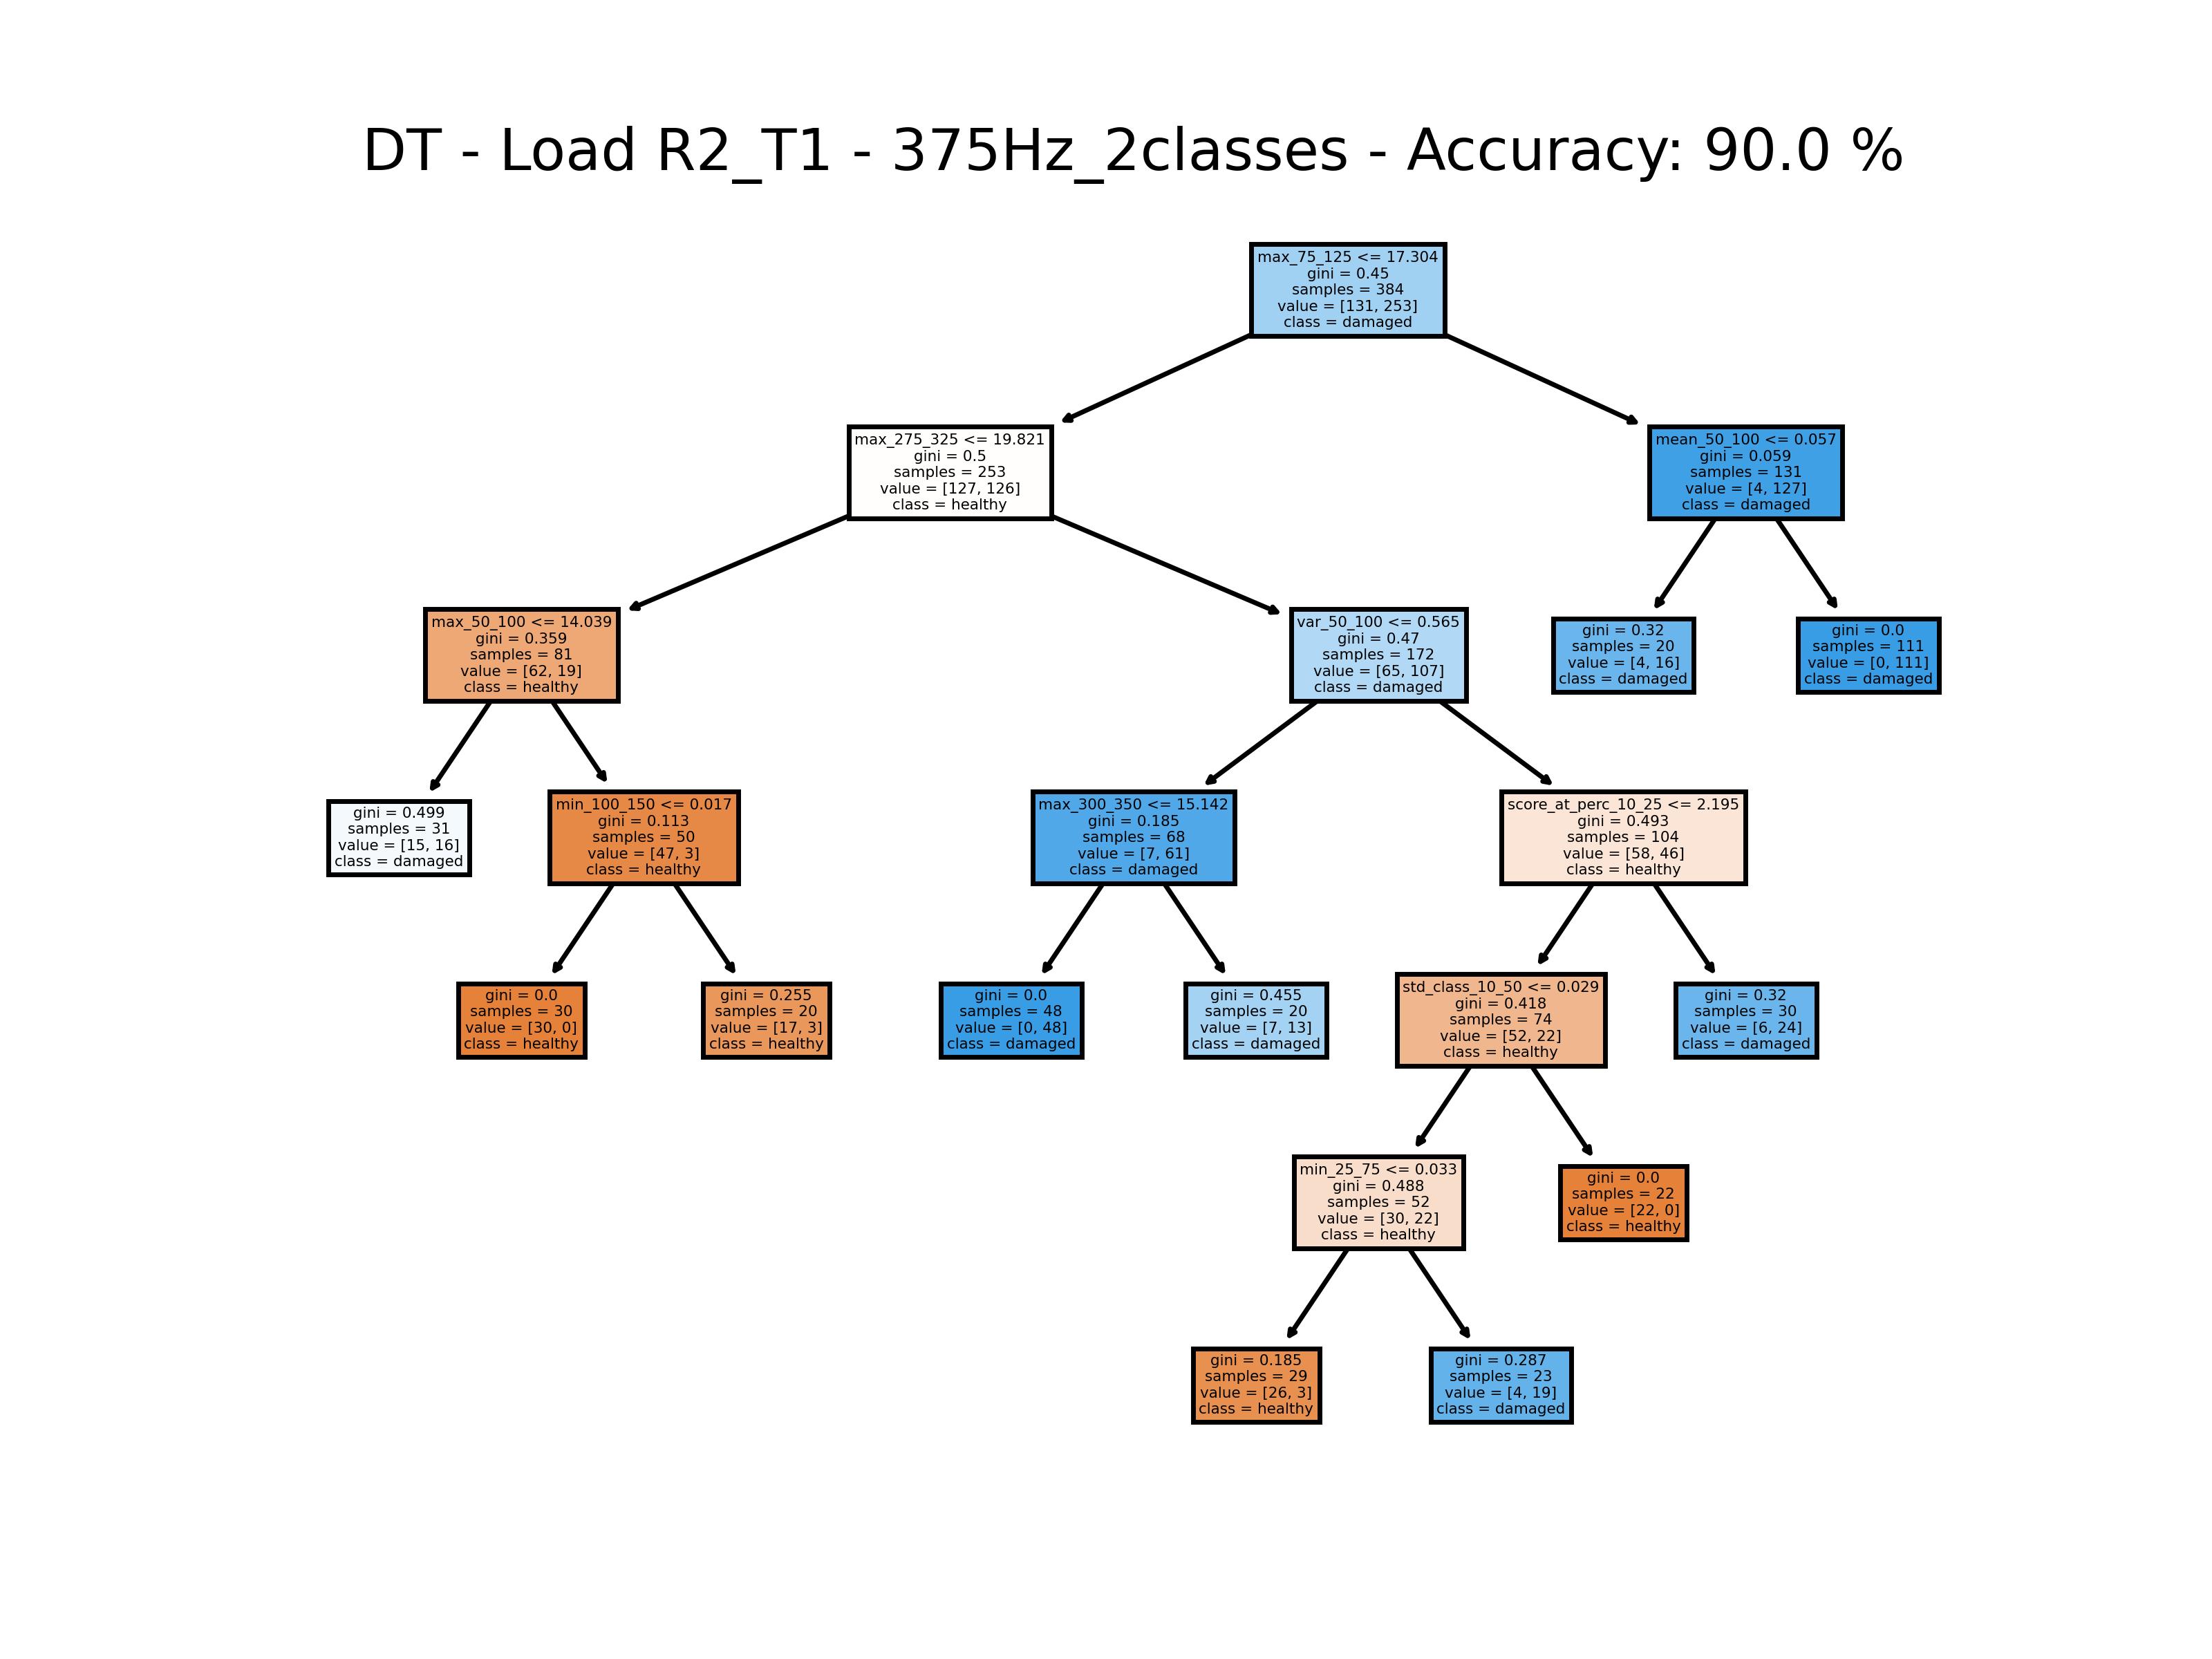 DT - Load R2_T1 - 375Hz_2classes - Accuracy: 90.0 %
max_75_125 <= 17.304
gini = 0.45
samples = 384
value = [131, 253]
class = damaged
max_275_325 <= 19.821
gini = 0.5
samples = 253
value = [127, 126]
class = healthy
mean_50_100 <= 0.057
gini = 0.059
samples = 131
value = [4, 127]
class = damaged
max_50_100 <= 14.039
gini = 0.359
samples = 81
value = [62, 19]
class = healthy
var_50_100 <= 0.565
gini = 0.47
samples = 172
value = [65, 107]
class = damaged
gini = 0.32
samples = 20
value = [4, 16]
class = damaged
gini = 0.0
samples = 111
value = [0, 111]
class = damaged
gini = 0.499
samples = 31
value = [15, 16]
class = damaged
min_100_150 <= 0.017
gini = 0.113
samples = 50
value = [47, 3]
class = healthy
max_300_350 <= 15.142
gini = 0.185
samples = 68
value = [7, 61]
class = damaged
score_at_perc_10_25 <= 2.195
gini = 0.493
samples = 104
value = [58, 46]
class = healthy
gini = 0.0
samples = 30
value = [30, 0]
class = healthy
gini = 0.255
samples = 20
value = [17, 3]
class = healthy
gini = 0.0
samples = 48
value = [0, 48]
class = damaged
gini = 0.455
samples = 20
value = [7, 13]
class = damaged
std_class_10_50 <= 0.029
gini = 0.418
samples = 74
value = [52, 22]
class = healthy
gini = 0.32
samples = 30
value = [6, 24]
class = damaged
min_25_75 <= 0.033
gini = 0.488
samples = 52
value = [30, 22]
class = healthy
gini = 0.0
samples = 22
value = [22, 0]
class = healthy
gini = 0.185
samples = 29
value = [26, 3]
class = healthy
gini = 0.287
samples = 23
value = [4, 19]
class = damaged